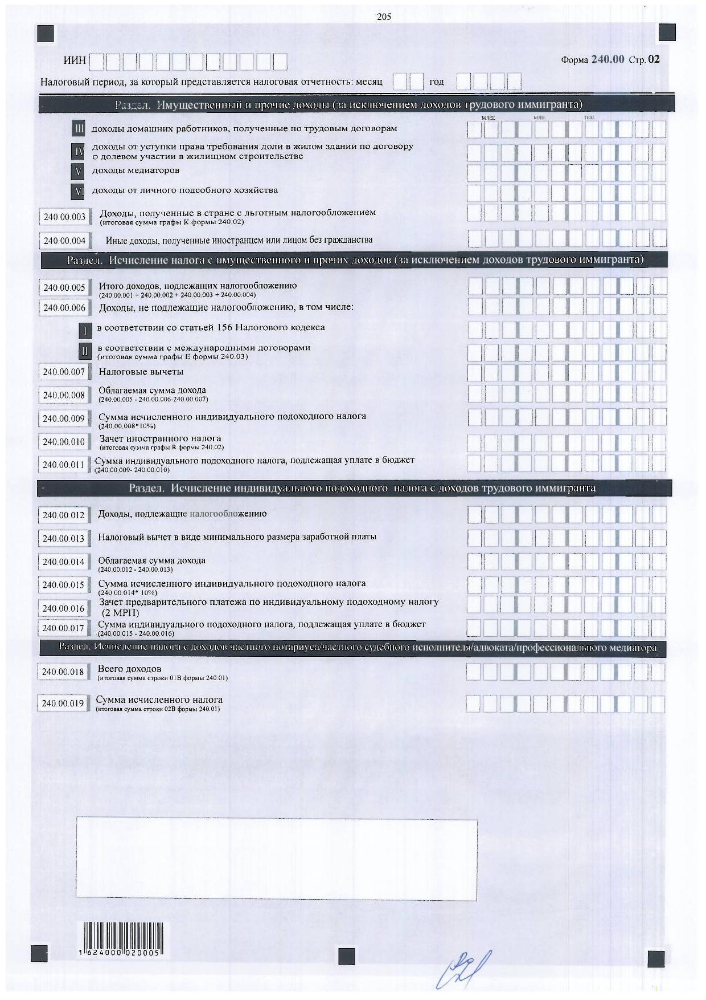 205
ИИН
Форма 240.00 Стр. 02
Налоговый период, за который представляется налоговая отчетность: месяц год
Раздел. Имущественный и прочие доходы (за исключением доходов трудового иммигранта)
МЛРД МЛН. ТЫС.
III доходы домашних работников, полученные по трудовым договорам
IV доходы от уступки права требования доли в жилом здании по договору
о долевом участии в жилищном строительстве
V доходы медиаторов
VI доходы от личного подсобного хозяйства
240.00.003 Доходы, полученные в стране с льготным налогообложением
(итоговая сумма графы К формы 240.02)
240.00.004 Иные доходы, полученные иностранцем или лицом без гражданства
Раздел. Исчисление налога с имущественного и прочих доходов (за исключением доходов трудового иммигранта)
240.00.005 Итого доходов, подлежащих налогообложению
(240.00.001 + 240.00.002 + 240.00.003 + 240.00.004)
240.00.006 Доходы, не подлежащие налогообложению, в том числе:
I в соответствии со статьей 156 Налогового кодекса
II в соответствии с международными договорами
(итоговая сумма графы Е формы 240.03)
240.00.007 Налоговые вычеты
240.00.008 Облагаемая сумма дохода
(240.00.005 - 240.00.006-240.00.007)
240.00.009 Сумма исчисленного индивидуального подоходного налога
(240.00.008*10%)
240.00.010 Зачет иностранного налога
(итоговая сумма графы R формы 240.02)
240.00.011 Сумма индивидуального подоходного налога, подлежащая уплате в бюджет
(240.00.009- 240.00.010)
Раздел. Исчисление индивидуального подоходного налога с доходов трудового иммигранта
240.00.012 Доходы, подлежащие налогообложению
240.00.013 Налоговый вычет в виде минимального размера заработной платы
240.00.014 Облагаемая сумма дохода
(240.00.012 - 240.00.013)
240.00.015 Сумма исчисленного индивидуального подоходного налога
(240.00.014* 10%)
240.00.016 Зачет предварительного платежа по индивидуальному подоходному налогу
(2 МРП)
240.00.017 Сумма индивидуального подоходного налога, подлежащая уплате в бюджет
(240.00.015 - 240.00.016)
Раздел. Исчисление налога с доходов частного нотариуса/частного судебного исполнителя/адвоката/профессионального медиатора
240.00.018 Всего доходов
(итоговая сумма строки 01В формы 240.01)
240.00.019 Сумма исчисленного налога
(итоговая сумма строки 02В формы 240.01)
1 624000 020005